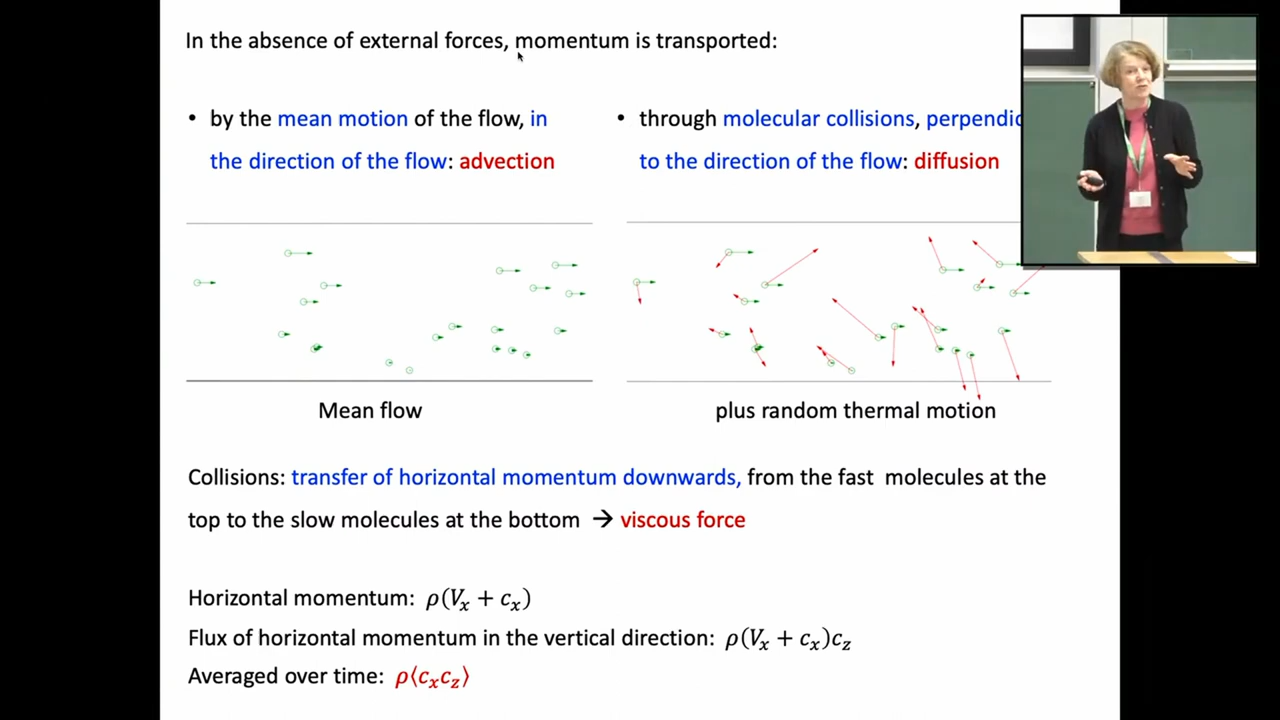 In the absence of external forces, momentum is transported:
• by the mean motion of the flow, in
the direction of the flow: advection
• through molecular collisions,
to the direction of the flow: diffusion
Mean flow
plus random thermal motion
Collisions: transfer of horizontal momentum downwards, from the fast molecules at the
top to the slow molecules at the bottom → viscous force
Horizontal momentum: ρ(Vₓ + cₓ)
Flux of horizontal momentum in the vertical direction: ρ(Vₓ + cₓ)c_z
Averaged over time: ρ⟨cₓc_z⟩